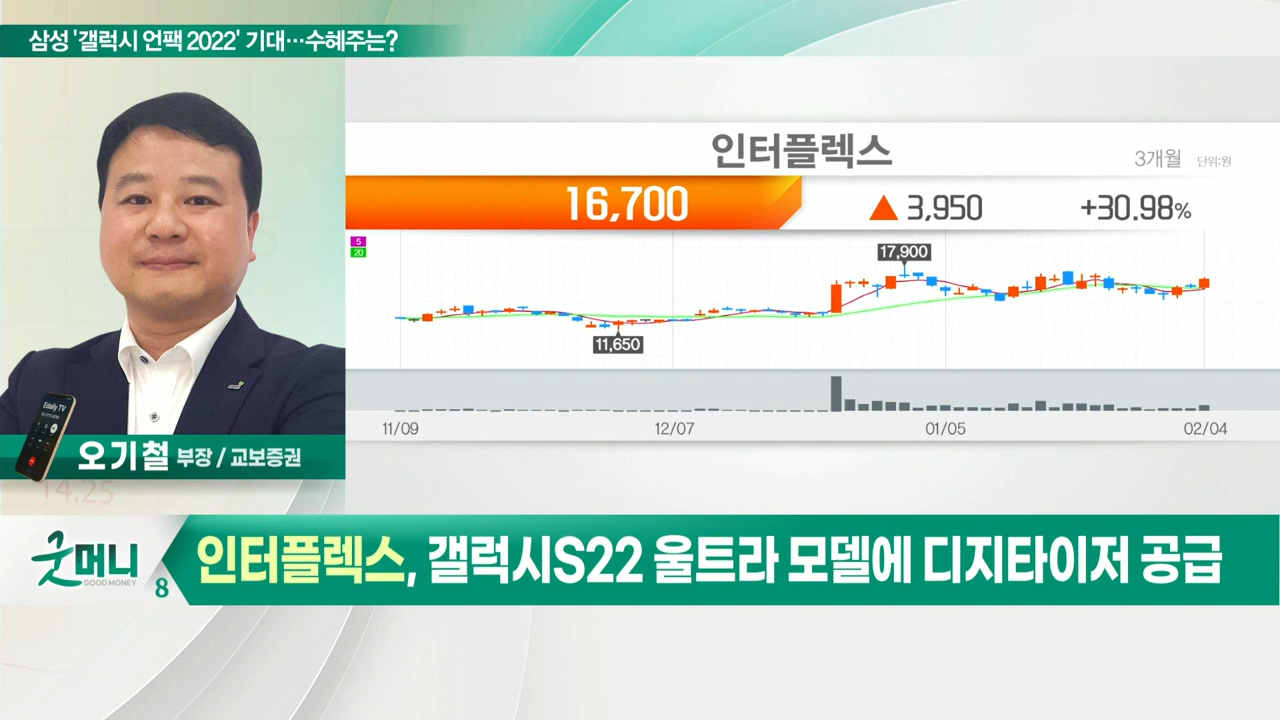 삼성 '갤럭시 언팩 2022' 기대…수혜주는?
인터플렉스
3개월 단위:원
16,700 ▲ 3,950 +30.98%
5
20
17,900
11,650
11/09 12/07 01/05 02/04
Edaily TV
오기철 부장 / 교보증권
14.25
굿머니
GOOD MONEY
8
인터플렉스, 갤럭시S22 울트라 모델에 디지타이저 공급